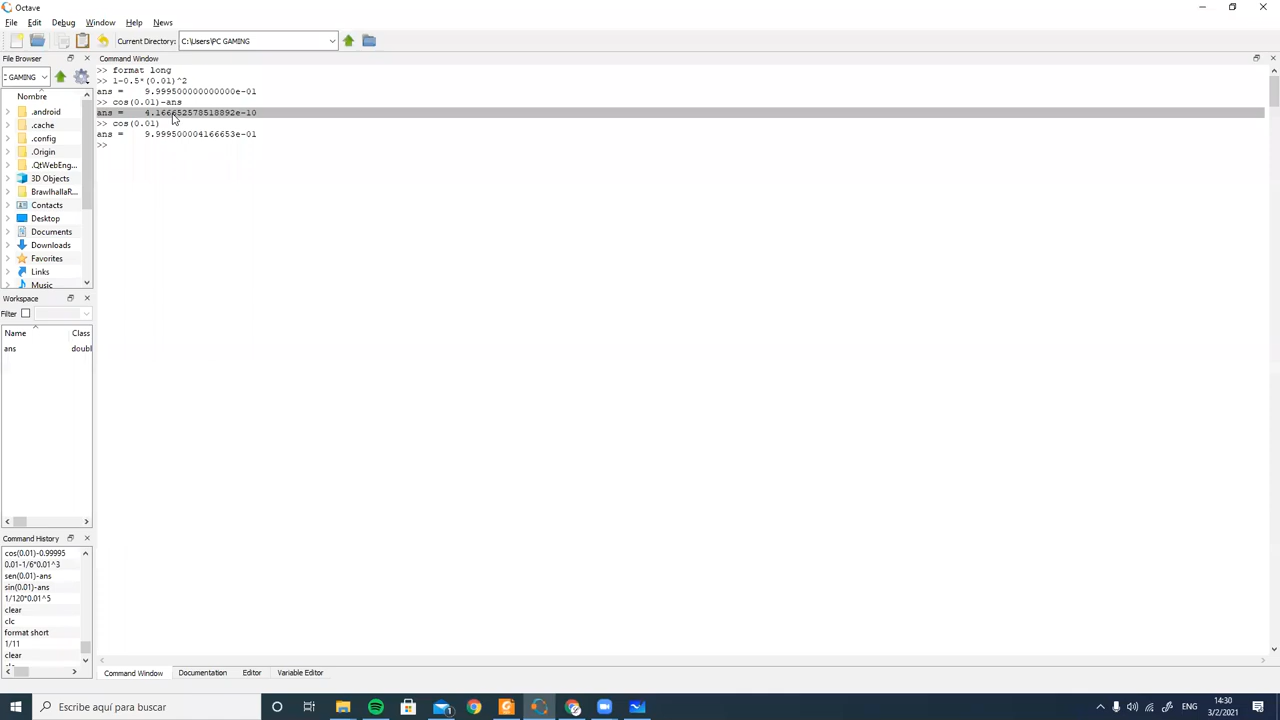 Octave
File Edit Debug Window Help News
Current Directory: C:\Users\PC GAMING
File Browser
Command Window
C GAMING
Nombre
.android
.cache
.config
.Origin
.QtWebEng...
3D Objects
BrawlhallaR...
Contacts
Desktop
Documents
Downloads
Favorites
Links
Music
>> format long
>> 1-0.5*(0.01)^2
ans = 9.999500000000000e-01
>> cos(0.01)-ans
ans = 4.166652578518892e-10
>> cos(0.01)
ans = 9.999500004166653e-01
>>
Workspace
Filter
Name Class
ans doubl
Command History
cos(0.01)-0.99995
0.01-1/6*0.01^3
sen(0.01)-ans
sin(0.01)-ans
1/120*0.01^5
clear
clc
format short
1/11
clear
Command Window Documentation Editor Variable Editor
Escribe aquí para buscar
ENG
14:30
3/2/2021